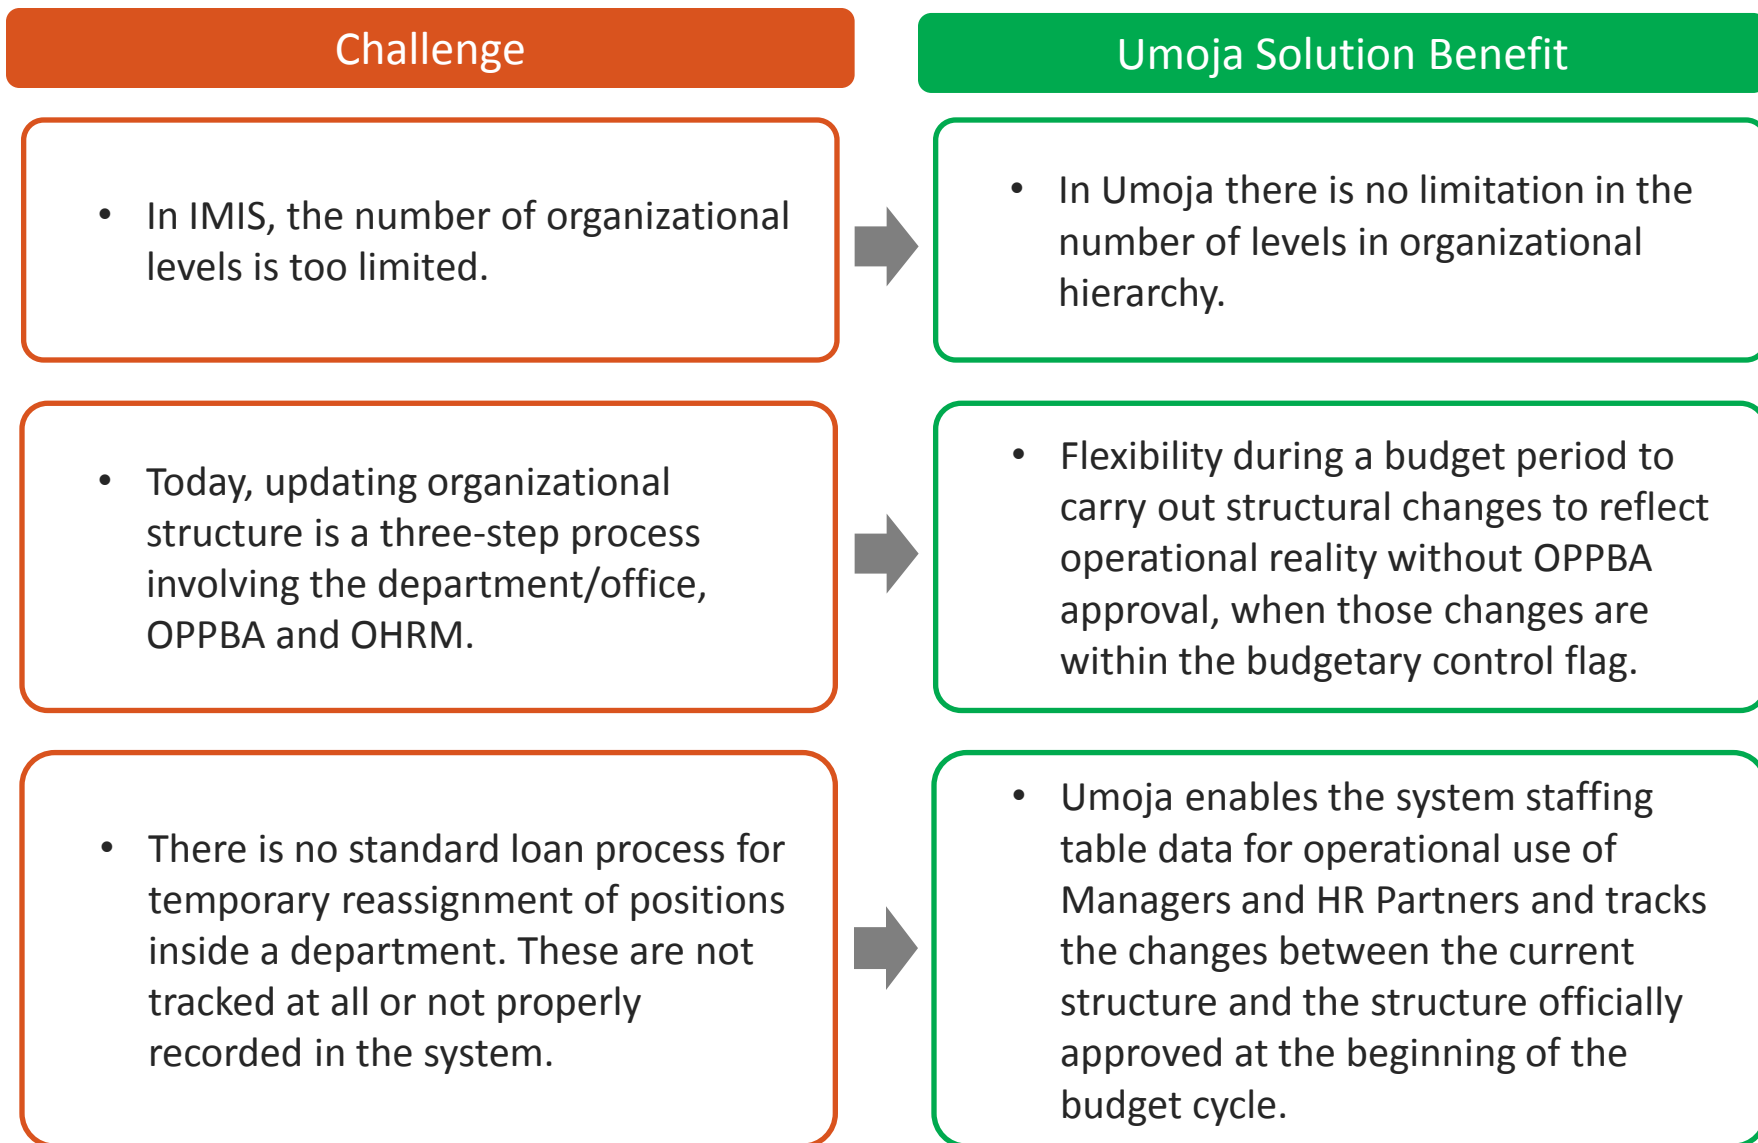 Challenge
Umoja Solution Benefit
• In IMIS, the number of organizational
levels is too limited.
• In Umoja there is no limitation in the
number of levels in organizational
hierarchy.
• Today, updating organizational
structure is a three-step process
involving the department/office,
OPPBA and OHRM.
• Flexibility during a budget period to
carry out structural changes to reflect
operational reality without OPPBA
approval, when those changes are
within the budgetary control flag.
• There is no standard loan process for
temporary reassignment of positions
inside a department. These are not
tracked at all or not properly
recorded in the system.
• Umoja enables the system staffing
table data for operational use of
Managers and HR Partners and tracks
the changes between the current
structure and the structure officially
approved at the beginning of the
budget cycle.